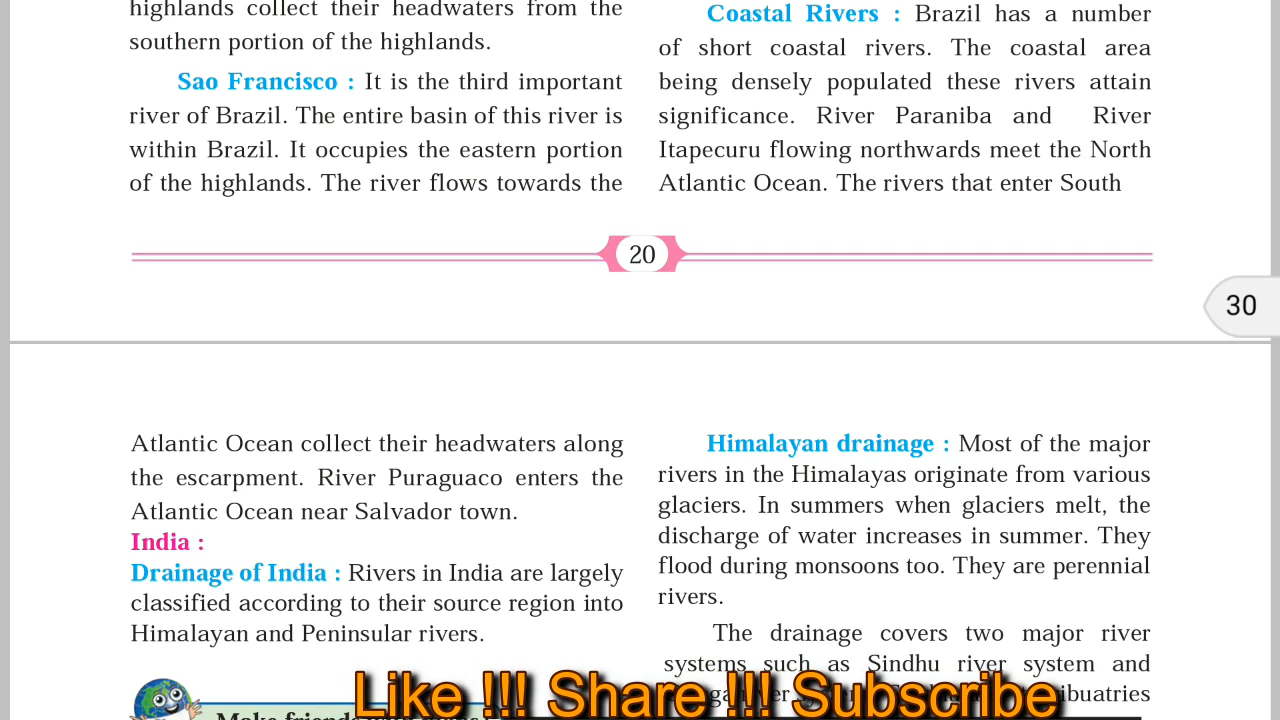 highlands collect their headwaters from the
southern portion of the highlands.
Sao Francisco : It is the third important
river of Brazil. The entire basin of this river is
within Brazil. It occupies the eastern portion
of the highlands. The river flows towards the
Coastal Rivers : Brazil has a number
of short coastal rivers. The coastal area
being densely populated these rivers attain
significance. River Paraniba and River
Itapecuru flowing northwards meet the North
Atlantic Ocean. The rivers that enter South
20
30
Atlantic Ocean collect their headwaters along
the escarpment. River Puraguaco enters the
Atlantic Ocean near Salvador town.
India :
Drainage of India : Rivers in India are largely
classified according to their source region into
Himalayan and Peninsular rivers.
Himalayan drainage : Most of the major
rivers in the Himalayas originate from various
glaciers. In summers when glaciers melt, the
discharge of water increases in summer. They
flood during monsoons too. They are perennial
rivers.
The drainage covers two major river
systems such as Sindhu river system and
Like !!! Share !!! Subscribe
Make friends